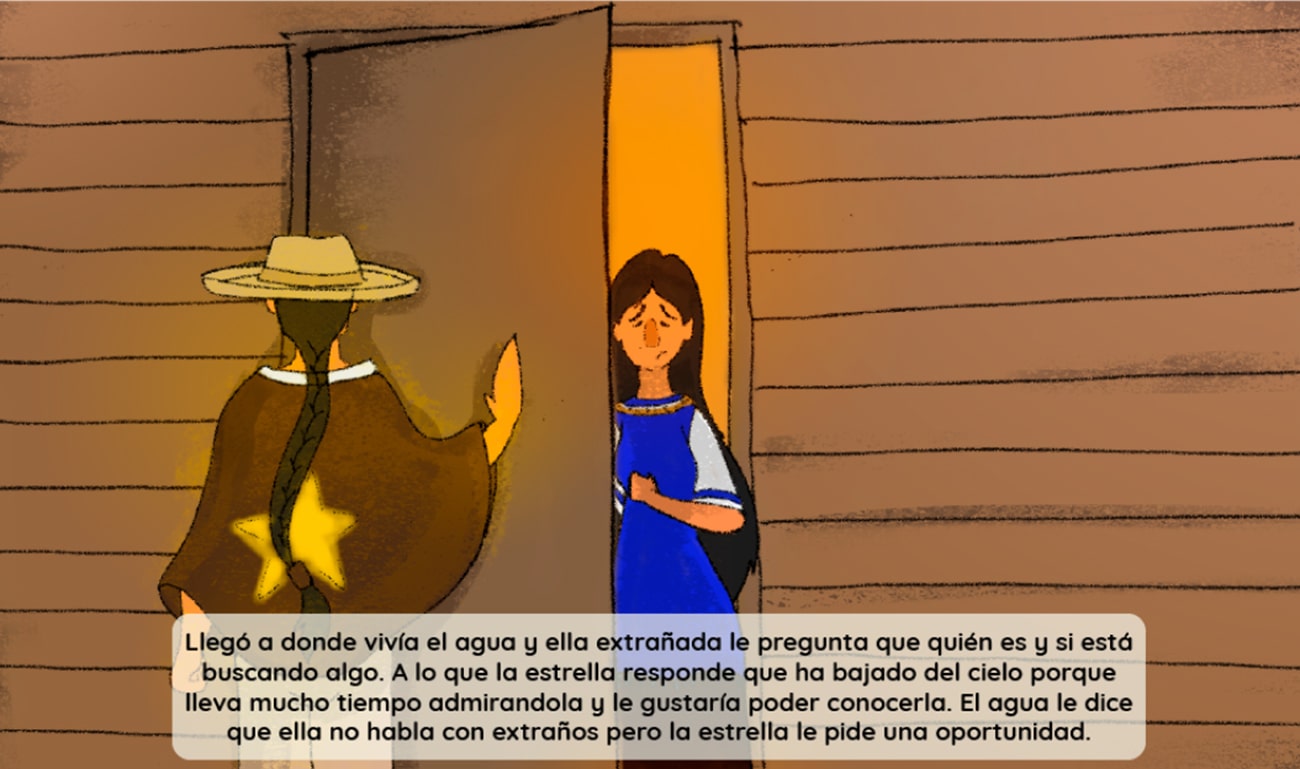 Llegó a donde vivía el agua y ella extrañada le pregunta que quién es y si está
buscando algo. A lo que la estrella responde que ha bajado del cielo porque
lleva mucho tiempo admirandola y le gustaría poder conocerla. El agua le dice
que ella no habla con extraños pero la estrella le pide una oportunidad.